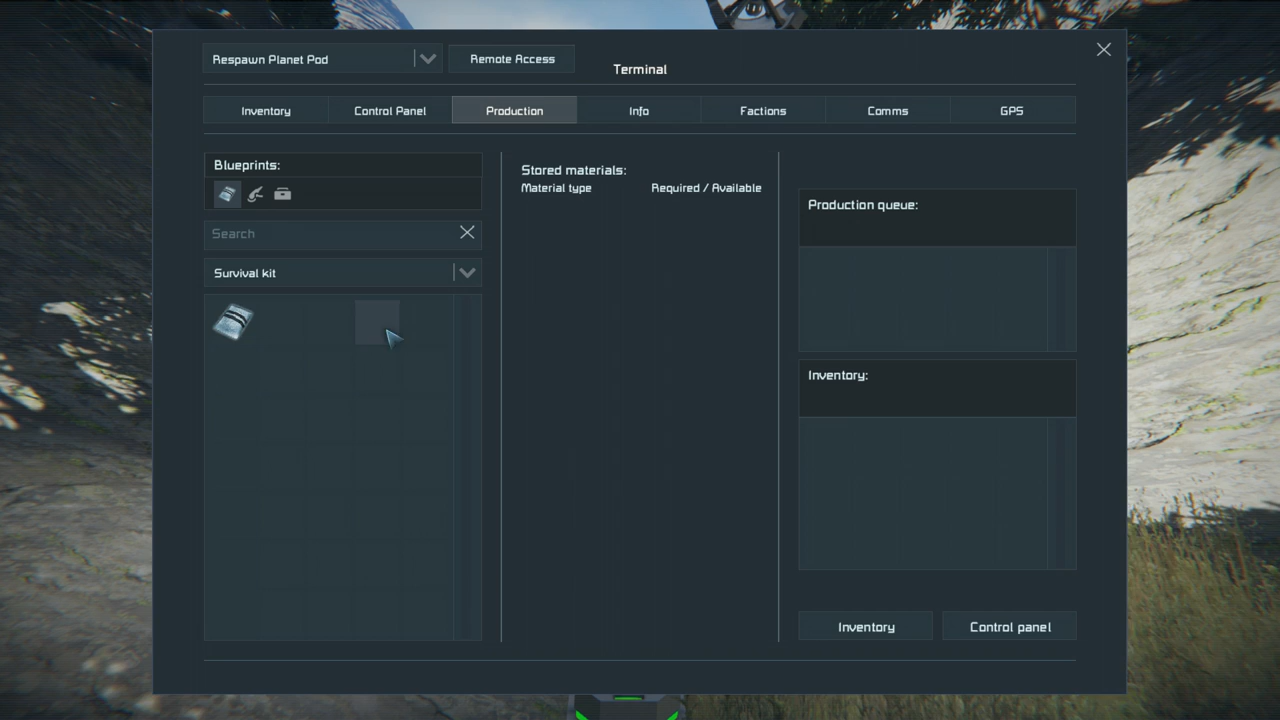 Respawn Planet Pod
Remote Access
Terminal
Inventory
Control Panel
Production
Info
Factions
Comms
GPS
Blueprints:
Search
Survival kit
Stored materials:
Material type Required / Available
Production queue:
Inventory:
Inventory
Control panel